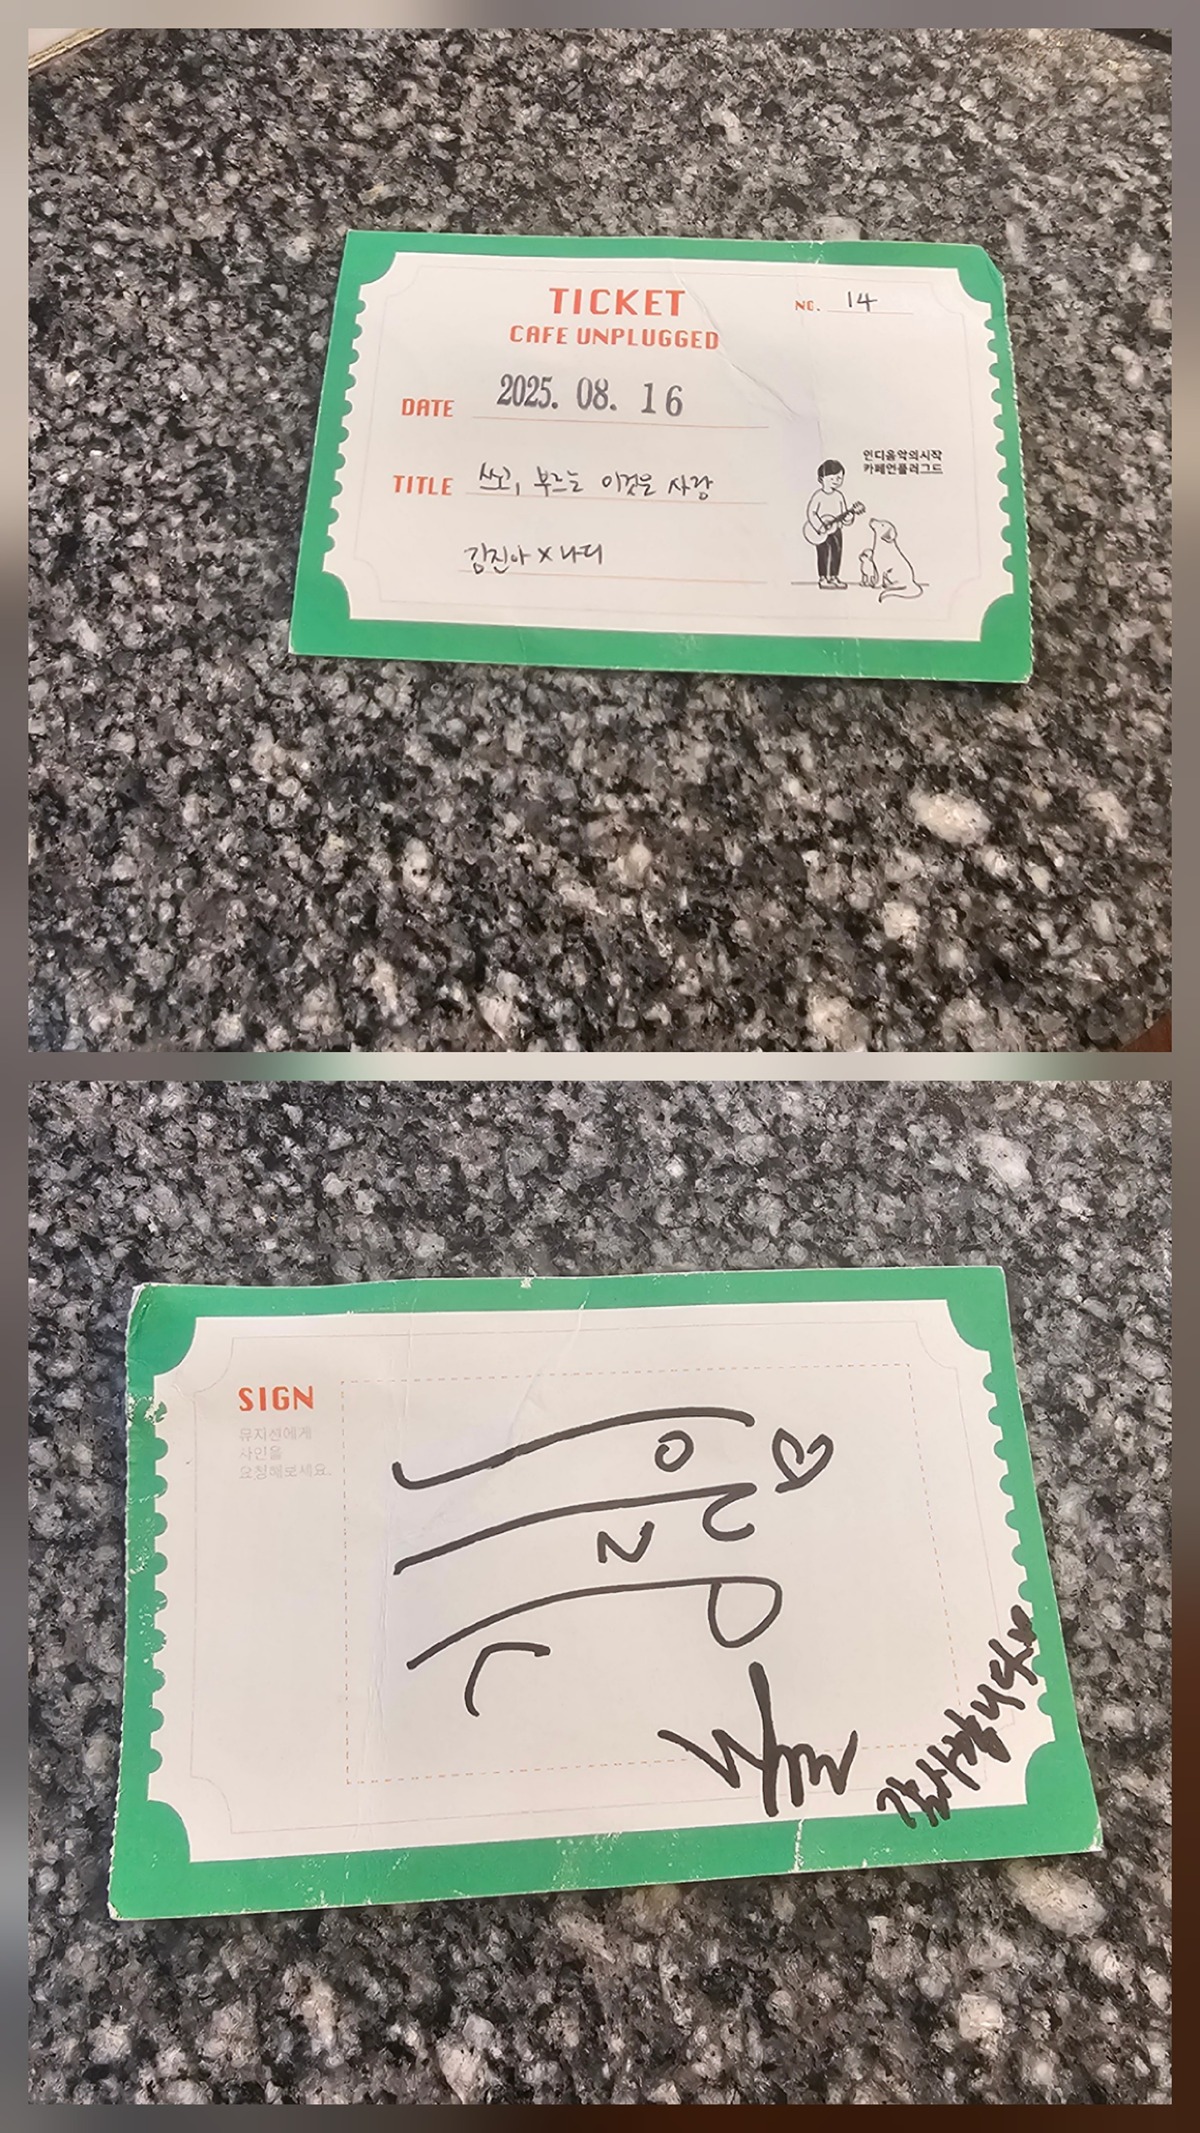 TICKET
CAFE UNPLUGGED
NO. 14
DATE 2025. 08. 16
TITLE 쓰고, 부르는 이것은 사랑
김진아 X 나디
인디음악의시작
카페언플러그드
SIGN
뮤지션에게
사인을
요청해보세요.
감사합니다